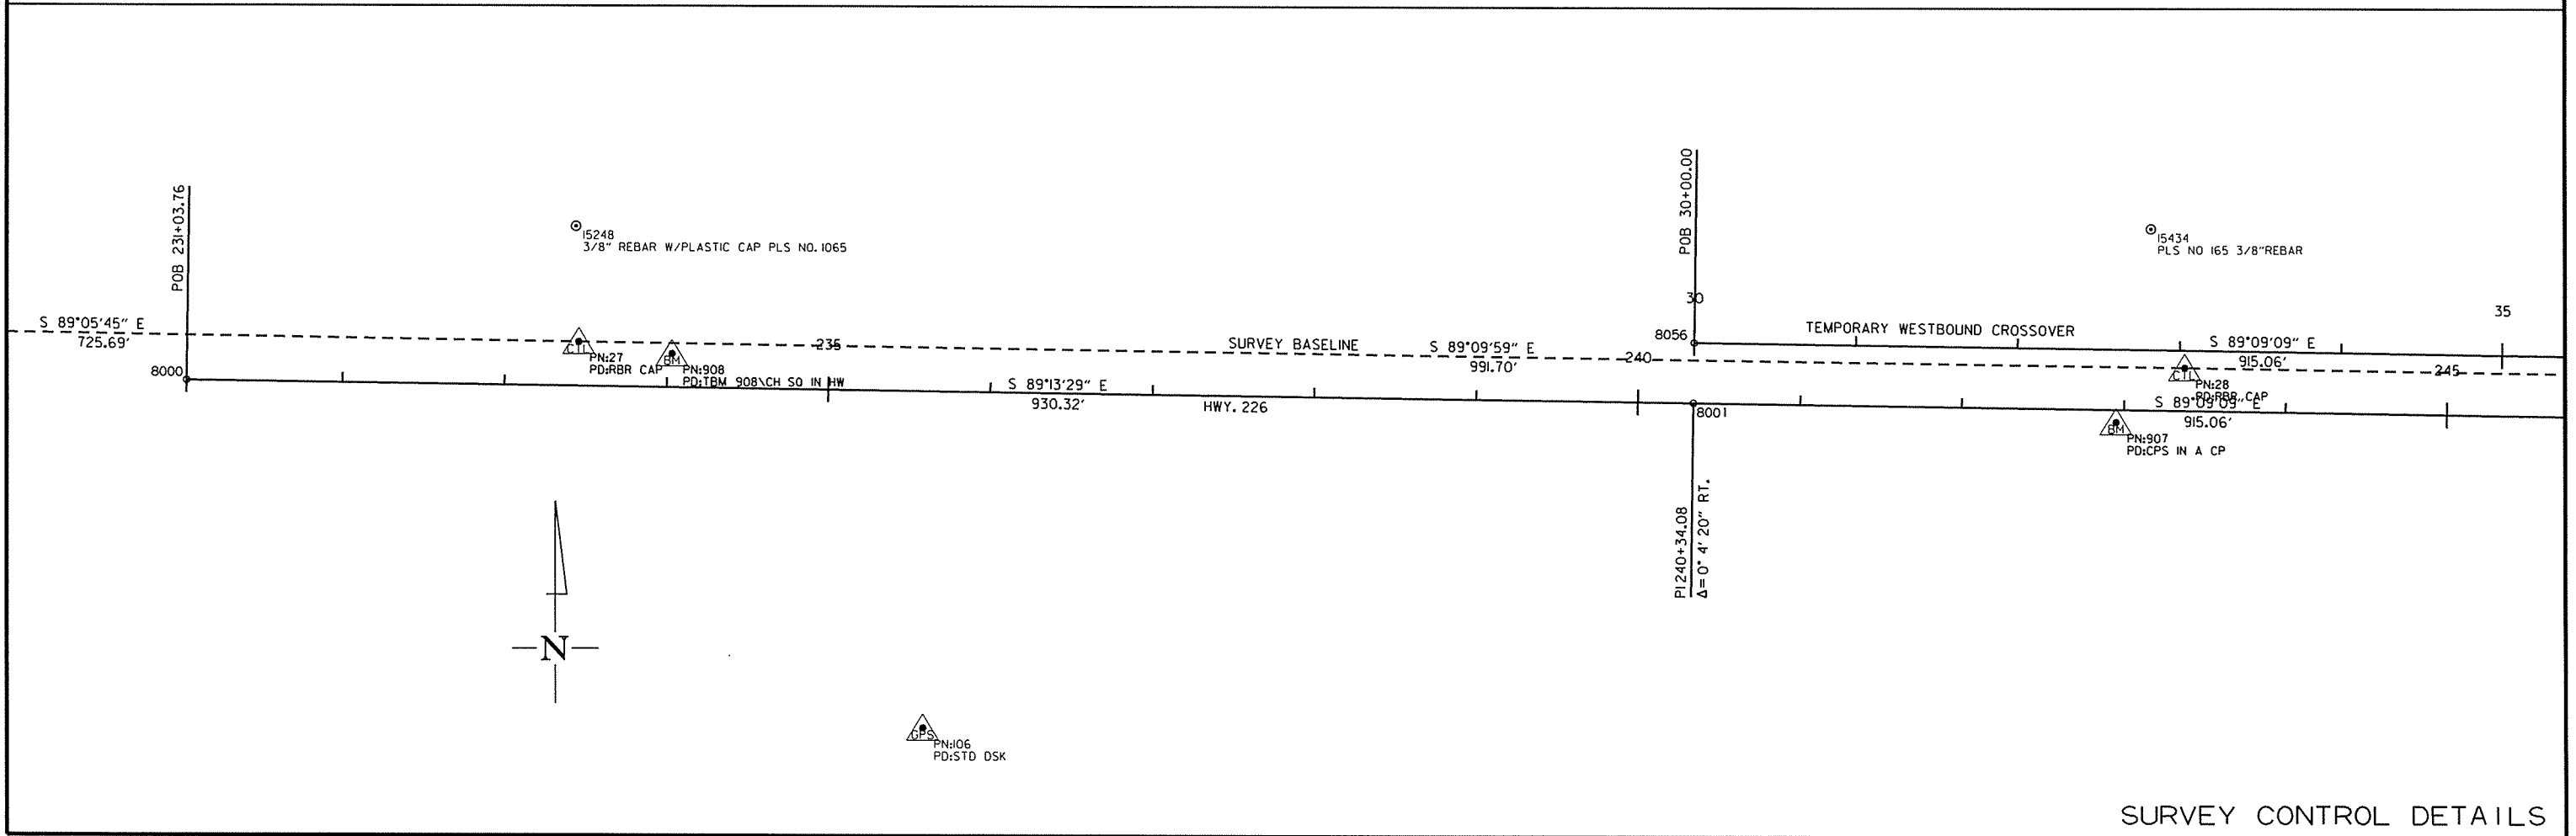 POB 231+03.76
15248
3/8" REBAR W/PLASTIC CAP PLS NO. 1065
POB 30+00.00
30
15434
PLS NO 165 3/8"REBAR
35
S 89°05'45" E
725.69'
CTL
PN:27
PD:RBR CAP
BM
PN:908
PD:TBM 908\CH SQ IN HW
235
SURVEY BASELINE
S 89°09'59" E
991.70'
240
8056
TEMPORARY WESTBOUND CROSSOVER
S 89°09'09" E
915.06'
245
CTL
PN:28
PD:RBR CAP
8000
S 89°13'29" E
930.32'
HWY. 226
8001
S 89°09'09" E
915.06'
BM
PN:907
PD:CPS IN A CP
PI 240+34.08
Δ= 0° 4' 20" RT.
N
GPS
PN:106
PD:STD DSK
SURVEY CONTROL DETAILS